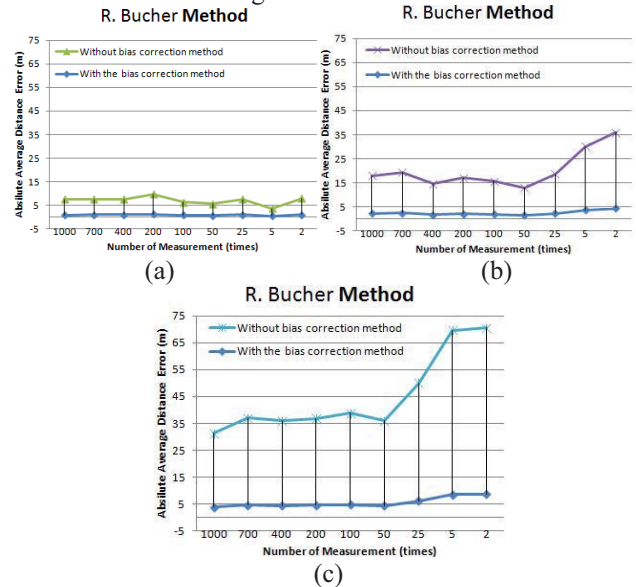 R. Bucher Method
75
65
55
45
35
25
15
5
-5
Absilute Average Distance Error (m)
Without bias correction method
With the bias correction method
1000 700 400 200 100 50 25 5 2
Number of Measurement (times)
(a)
R. Bucher Method
75
65
55
45
35
25
15
5
-5
Absilute Average Distance Error (m)
Without bias correction method
With the bias correction method
1000 700 400 200 100 50 25 5 2
Number of Measurement (times)
(b)
R. Bucher Method
75
65
55
45
35
25
15
5
-5
Absilute Average Distance Error (m)
Without bias correction method
With the bias correction method
1000 700 400 200 100 50 25 5 2
Number of Measurement (times)
(c)